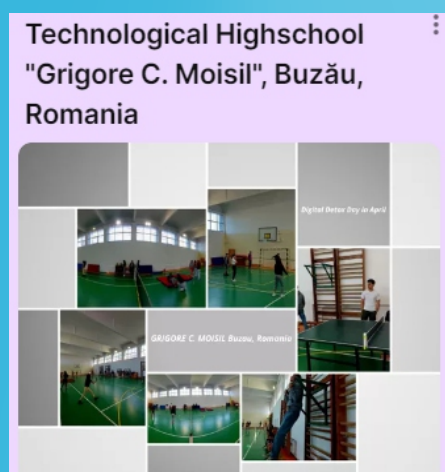 Technological Highschool
"Grigore C. Moisil", Buzău,
Romania
Digital Detox Day in April
GRIGORE C. MOISIL Buzau, Romania